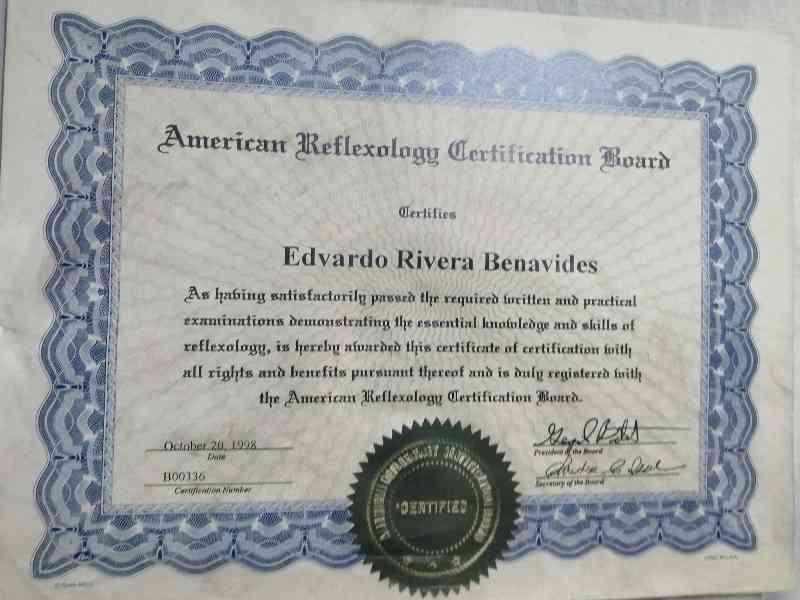 American Reflexology Certification Board
Certifies
Edvardo Rivera Benavides
As having satisfactorily passed the required written and practical
examinations demonstrating the essential knowledge and skills of
reflexology, is hereby awarded this certificate of certification with
all rights and benefits pursuant thereof and is duly registered with
the American Reflexology Certification Board.
October 20, 1998
Date
B00336
Certification Number
President of the Board
Secretary of the Board
CERTIFIED